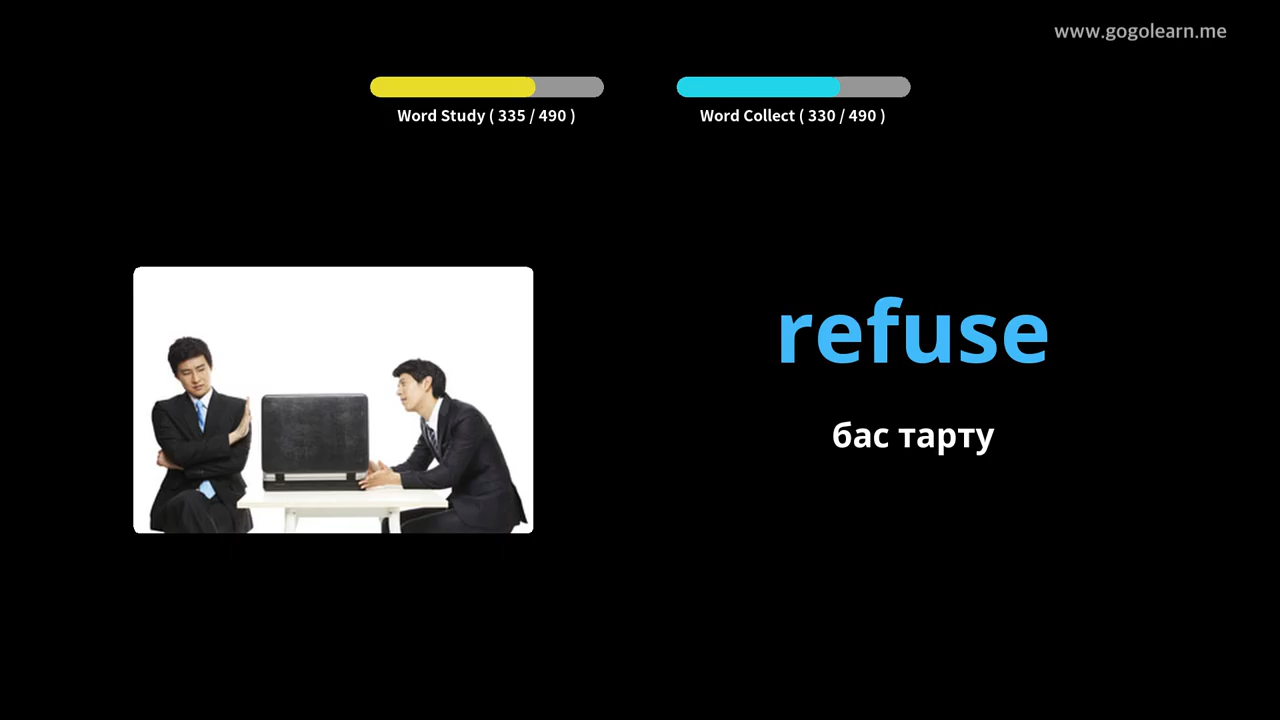 www.gogolearn.me
Word Study ( 335 / 490 )
Word Collect ( 330 / 490 )
refuse
бас тарту